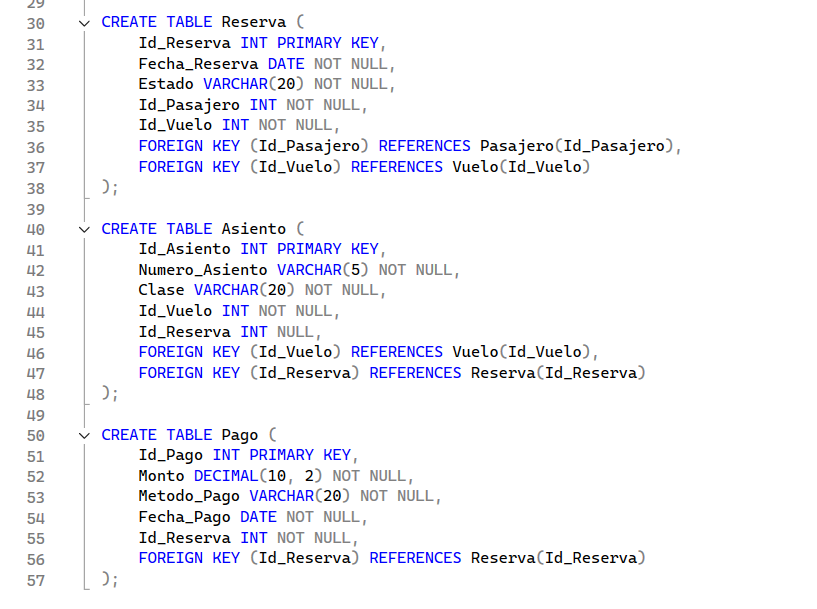 29
30 CREATE TABLE Reserva (
31 Id_Reserva INT PRIMARY KEY,
32 Fecha_Reserva DATE NOT NULL,
33 Estado VARCHAR(20) NOT NULL,
34 Id_Pasajero INT NOT NULL,
35 Id_Vuelo INT NOT NULL,
36 FOREIGN KEY (Id_Pasajero) REFERENCES Pasajero(Id_Pasajero),
37 FOREIGN KEY (Id_Vuelo) REFERENCES Vuelo(Id_Vuelo)
38 );
39
40 CREATE TABLE Asiento (
41 Id_Asiento INT PRIMARY KEY,
42 Numero_Asiento VARCHAR(5) NOT NULL,
43 Clase VARCHAR(20) NOT NULL,
44 Id_Vuelo INT NOT NULL,
45 Id_Reserva INT NULL,
46 FOREIGN KEY (Id_Vuelo) REFERENCES Vuelo(Id_Vuelo),
47 FOREIGN KEY (Id_Reserva) REFERENCES Reserva(Id_Reserva)
48 );
49
50 CREATE TABLE Pago (
51 Id_Pago INT PRIMARY KEY,
52 Monto DECIMAL(10, 2) NOT NULL,
53 Metodo_Pago VARCHAR(20) NOT NULL,
54 Fecha_Pago DATE NOT NULL,
55 Id_Reserva INT NOT NULL,
56 FOREIGN KEY (Id_Reserva) REFERENCES Reserva(Id_Reserva)
57 );